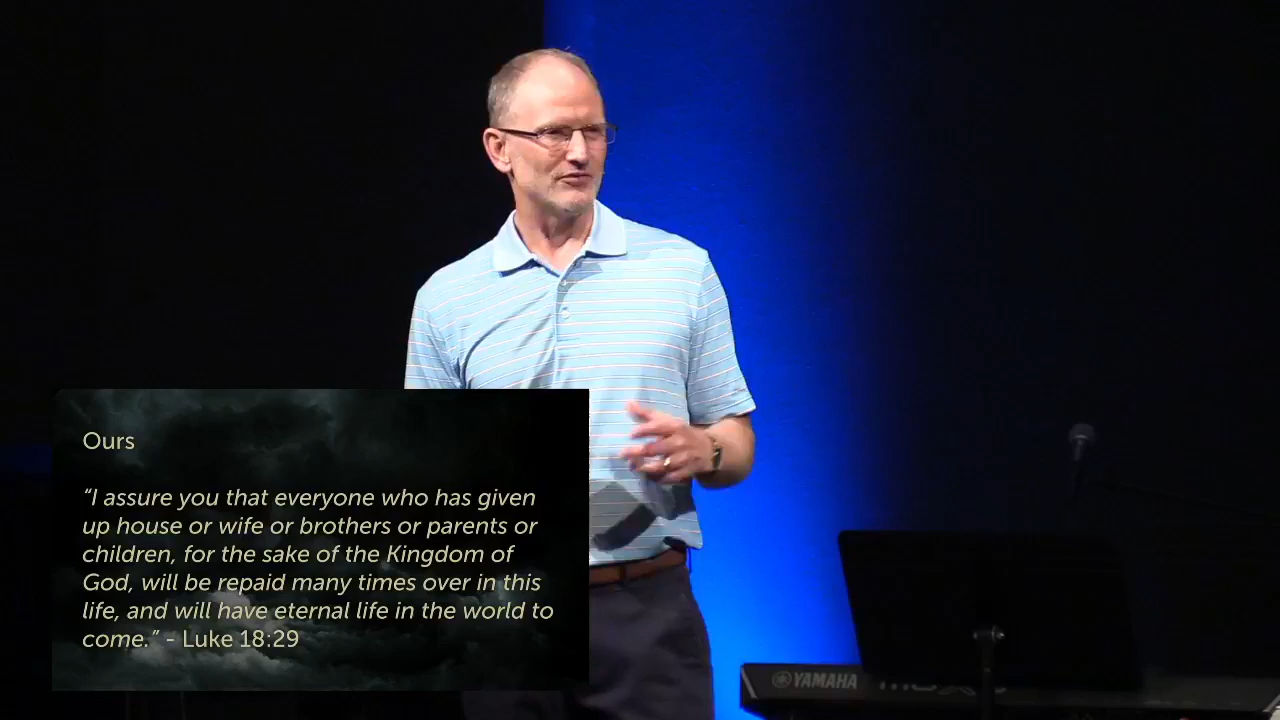 Ours
“I assure you that everyone who has given
up house or wife or brothers or parents or
children, for the sake of the Kingdom of
God, will be repaid many times over in this
life, and will have eternal life in the world to
come.” - Luke 18:29
YAMAHA